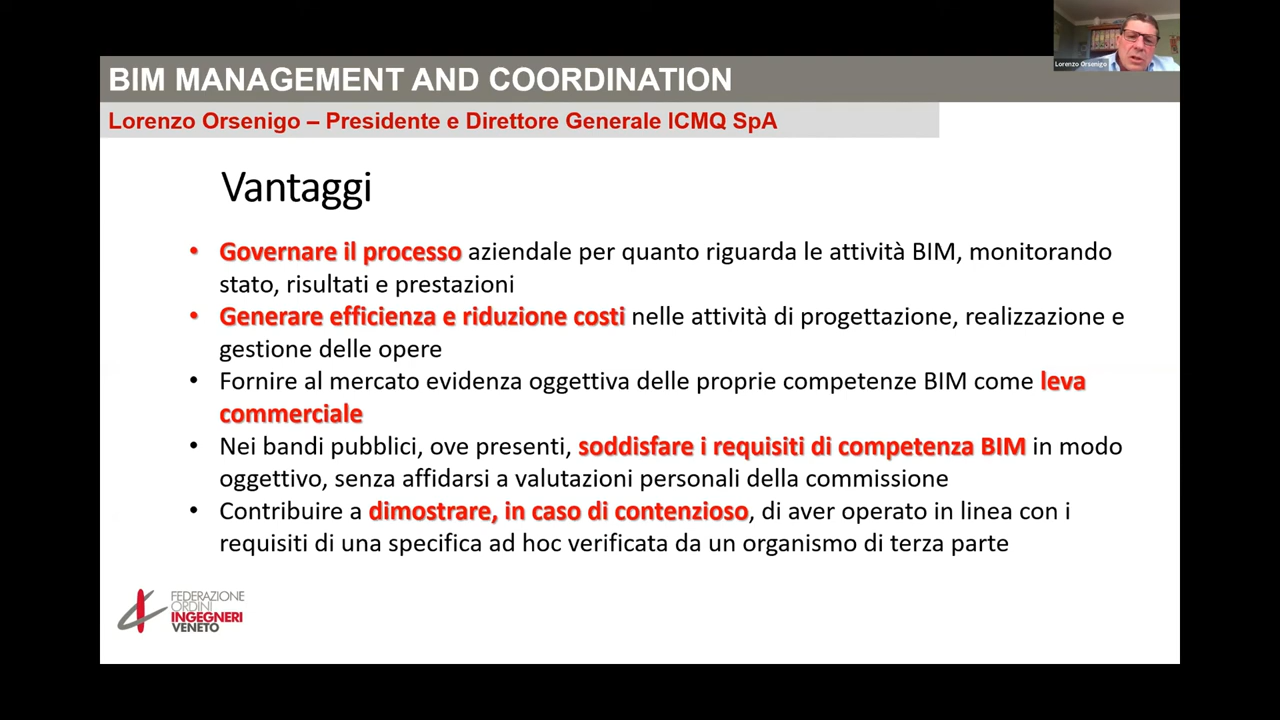 Lorenzo Orsenigo
BIM MANAGEMENT AND COORDINATION
Lorenzo Orsenigo – Presidente e Direttore Generale ICMQ SpA
Vantaggi
• Governare il processo aziendale per quanto riguarda le attività BIM, monitorando
stato, risultati e prestazioni
• Generare efficienza e riduzione costi nelle attività di progettazione, realizzazione e
gestione delle opere
• Fornire al mercato evidenza oggettiva delle proprie competenze BIM come leva
commerciale
• Nei bandi pubblici, ove presenti, soddisfare i requisiti di competenza BIM in modo
oggettivo, senza affidarsi a valutazioni personali della commissione
• Contribuire a dimostrare, in caso di contenzioso, di aver operato in linea con i
requisiti di una specifica ad hoc verificata da un organismo di terza parte
FEDERAZIONE
ORDINI
INGEGNERI
VENETO